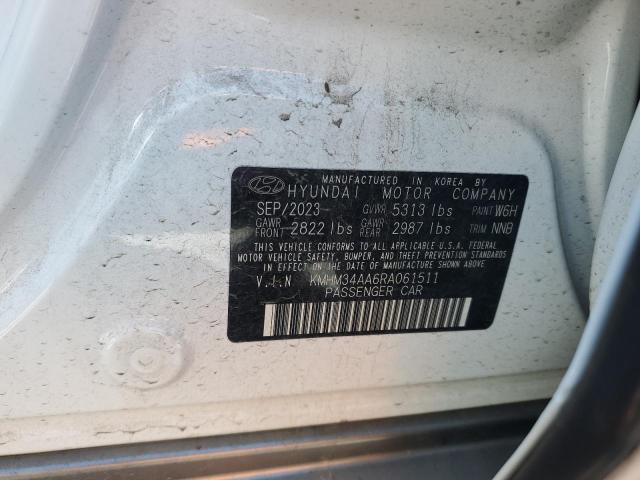 MANUFACTURED IN KOREA BY
HYUNDAI MOTOR COMPANY
SEP/2023 GVWR 5313 lbs PAINT W6H
GAWR FRONT 2822 lbs GAWR REAR 2987 lbs TRIM NNB
THIS VEHICLE CONFORMS TO ALL APPLICABLE U.S.A. FEDERAL
MOTOR VEHICLE SAFETY, BUMPER, AND THEFT PREVENTION
STANDARDS IN EFFECT ON THE DATE OF MANUFACTURE SHOWN ABOVE.
V.I.N KMHM34AA6RA061511
PASSENGER CAR